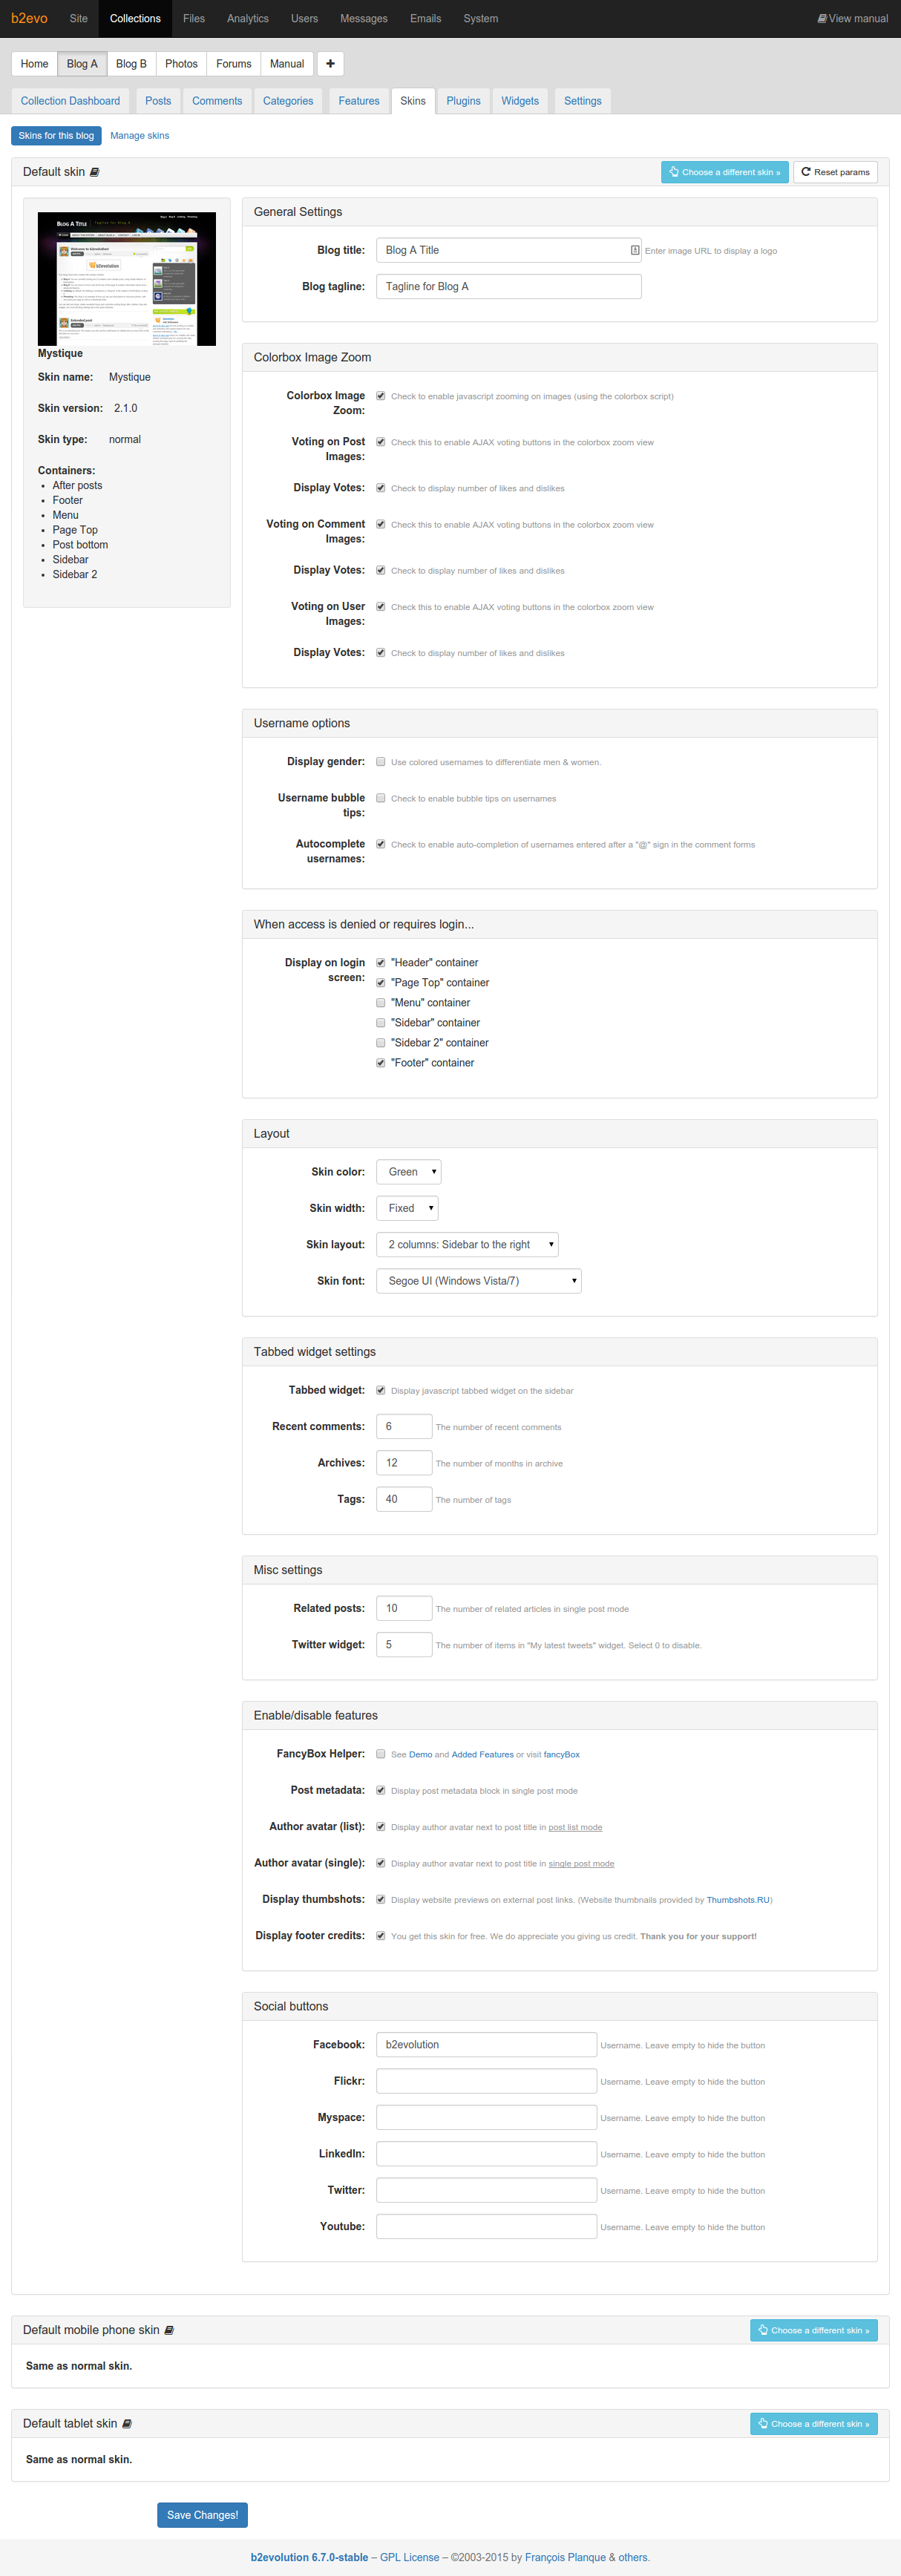 b2evo Site Collections Files Analytics Users Messages Emails System View manual
Home Blog A Blog B Photos Forums Manual
Collection Dashboard Posts Comments Categories Features Skins Plugins Widgets Settings
Skins for this blog Manage skins
Default skin Choose a different skin » Reset params
BLOG A TITLE Tagline for Blog A
Mystique
Skin name: Mystique
Skin version: 2.1.0
Skin type: normal
Containers:
• After posts
• Footer
• Menu
• Page Top
• Post bottom
• Sidebar
• Sidebar 2
General Settings
Blog title: Blog A Title Enter image URL to display a logo
Blog tagline: Tagline for Blog A
Colorbox Image Zoom
Colorbox Image Check to enable javascript zooming on images (using the colorbox script)
Zoom:
Voting on Post Check this to enable AJAX voting buttons in the colorbox zoom view
Images:
Display Votes: Check to display number of likes and dislikes
Voting on Comment Check this to enable AJAX voting buttons in the colorbox zoom view
Images:
Display Votes: Check to display number of likes and dislikes
Voting on User Check this to enable AJAX voting buttons in the colorbox zoom view
Images:
Display Votes: Check to display number of likes and dislikes
Username options
Display gender: Use colored usernames to differentiate men & women.
Username bubble Check to enable bubble tips on usernames
tips:
Autocomplete Check to enable auto-completion of usernames entered after a "@" sign in the comment forms
usernames:
When access is denied or requires login...
Display on login "Header" container
screen:
"Page Top" container
"Menu" container
"Sidebar" container
"Sidebar 2" container
"Footer" container
Layout
Skin color: Green
Skin width: Fixed
Skin layout: 2 columns: Sidebar to the right
Skin font: Segoe UI (Windows Vista/7)
Tabbed widget settings
Tabbed widget: Display javascript tabbed widget on the sidebar
Recent comments: 6 The number of recent comments
Archives: 12 The number of months in archive
Tags: 40 The number of tags
Misc settings
Related posts: 10 The number of related articles in single post mode
Twitter widget: 5 The number of items in "My latest tweets" widget. Select 0 to disable.
Enable/disable features
FancyBox Helper: See Demo and Added Features or visit fancyBox
Post metadata: Display post metadata block in single post mode
Author avatar (list): Display author avatar next to post title in post list mode
Author avatar (single): Display author avatar next to post title in single post mode
Display thumbshots: Display website previews on external post links. (Website thumbnails provided by Thumbshots.RU)
Display footer credits: You get this skin for free. We do appreciate you giving us credit. Thank you for your support!
Social buttons
Facebook: b2evolution Username. Leave empty to hide the button
Flickr: Username. Leave empty to hide the button
Myspace: Username. Leave empty to hide the button
LinkedIn: Username. Leave empty to hide the button
Twitter: Username. Leave empty to hide the button
Youtube: Username. Leave empty to hide the button
Default mobile phone skin Choose a different skin »
Same as normal skin.
Default tablet skin Choose a different skin »
Same as normal skin.
Save Changes!
b2evolution 6.7.0-stable – GPL License – ©2003-2015 by François Planque & others.